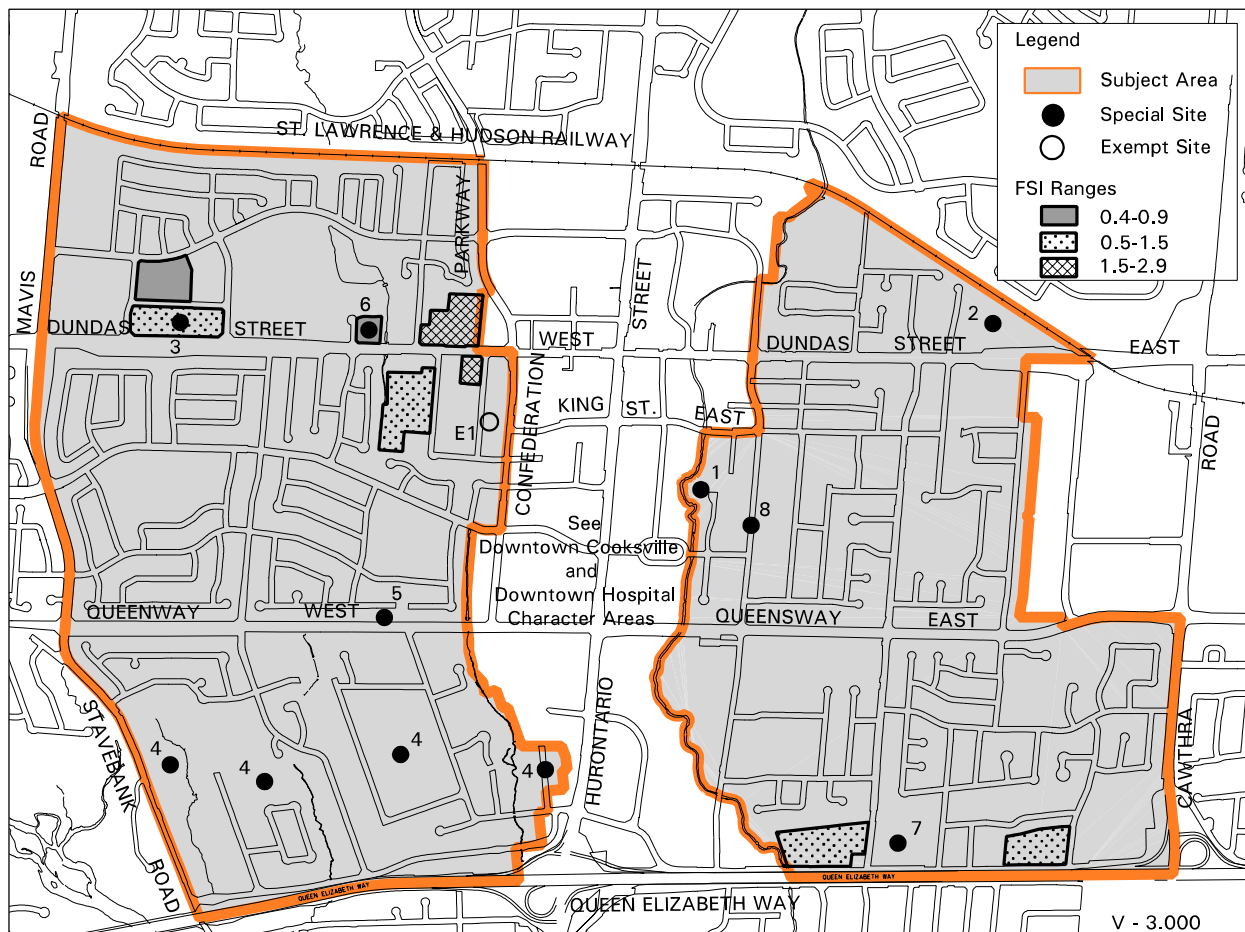 Legend
Subject Area
Special Site
Exempt Site
FSI Ranges
0.4-0.9
0.5-1.5
1.5-2.9
ST. LAWRENCE & HUDSON RAILWAY
ROAD
MAVIS
PARKWAY
STREET
6
2
DUNDAS STREET WEST
3
DUNDAS STREET EAST
CONFEDERATION
KING ST. EAST
E1
ROAD
1
8
See
Downtown Cooksville
and
Downtown Hospital
Character Areas
5
QUEENWAY WEST
QUEENSWAY EAST
STAVEBANK
ROAD
4
4
4
4
HURONTARIO
CAWTHRA
7
QUEEN ELIZABETH WAY
QUEEN ELIZABETH WAY
QUEEN ELIZABETH WAY
V - 3.000